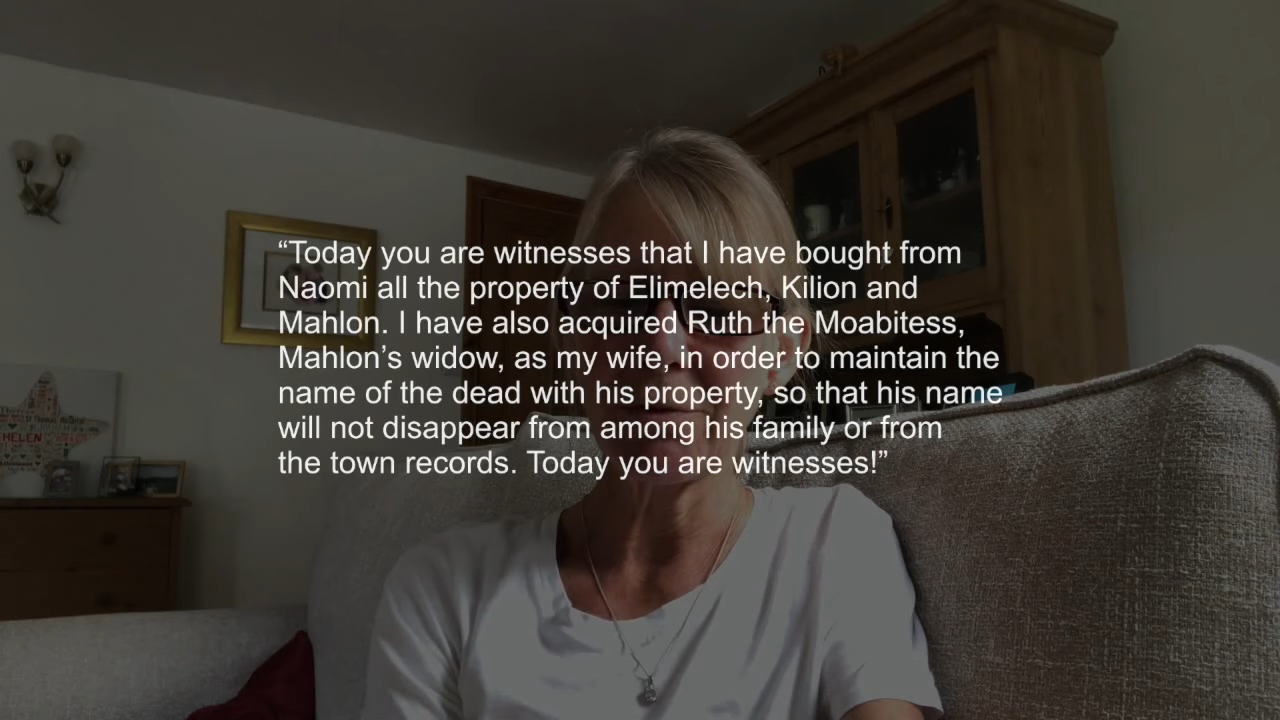 “Today you are witnesses that I have bought from
Naomi all the property of Elimelech, Kilion and
Mahlon. I have also acquired Ruth the Moabitess,
Mahlon’s widow, as my wife, in order to maintain the
name of the dead with his property, so that his name
will not disappear from among his family or from
the town records. Today you are witnesses!”
HELEN